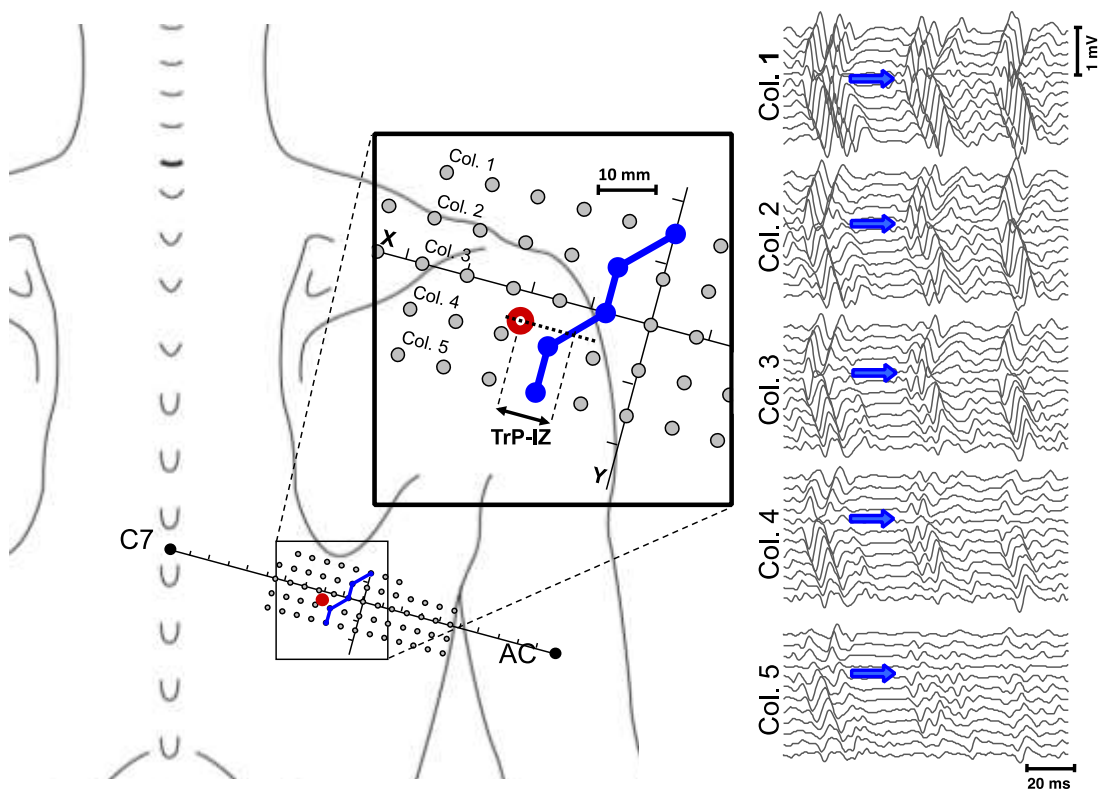 Col. 1
Col. 2
Col. 3
Col. 4
Col. 5
X
Y
10 mm
TrP-IZ
C7
AC
Col. 1
1 mV
Col. 2
Col. 3
Col. 4
Col. 5
20 ms